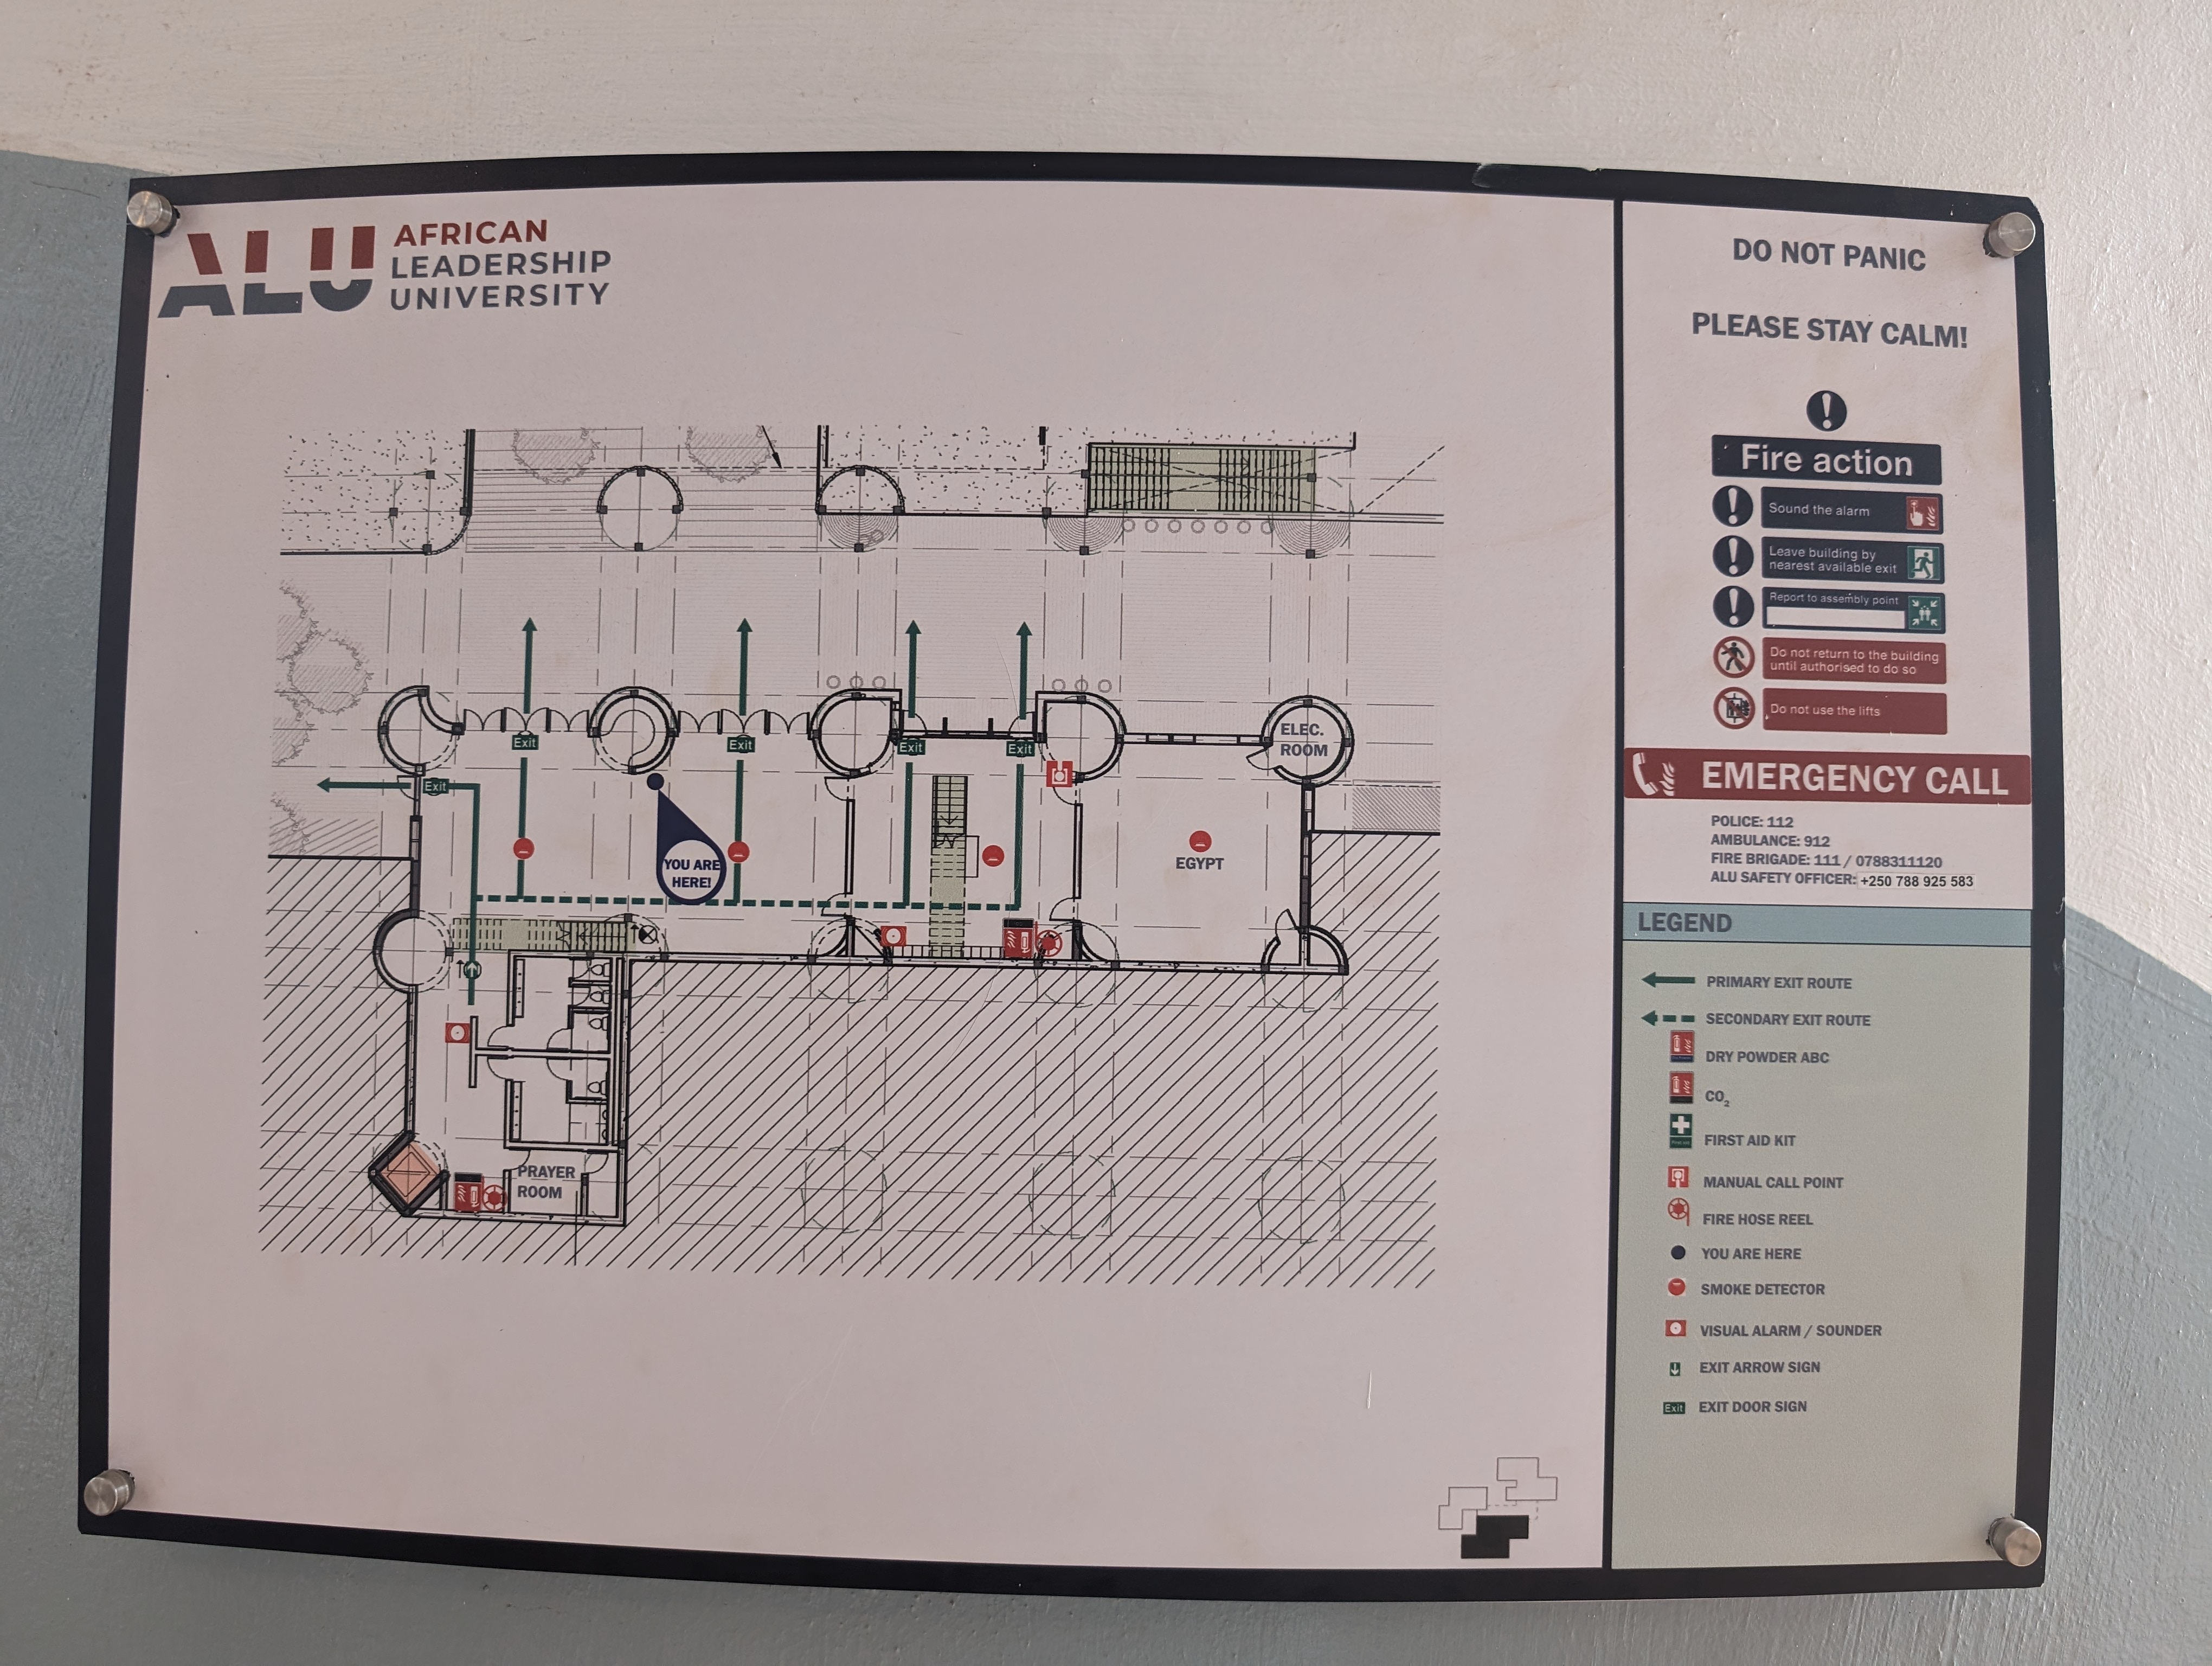 ALU
AFRICAN
LEADERSHIP
UNIVERSITY
Exit
Exit
Exit
Exit
Exit
YOU ARE
HERE!
ELEC.
ROOM
EGYPT
PRAYER
ROOM
DO NOT PANIC
PLEASE STAY CALM!
Fire action
Sound the alarm
Leave building by
nearest available exit
Report to assembly point
Do not return to the building
until authorised to do so
Do not use the lifts
EMERGENCY CALL
POLICE: 112
AMBULANCE: 912
FIRE BRIGADE: 111 / 0788311120
ALU SAFETY OFFICER: +250 788 925 583
LEGEND
PRIMARY EXIT ROUTE
SECONDARY EXIT ROUTE
DRY POWDER ABC
CO₂
FIRST AID KIT
MANUAL CALL POINT
FIRE HOSE REEL
YOU ARE HERE
SMOKE DETECTOR
VISUAL ALARM / SOUNDER
EXIT ARROW SIGN
Exit EXIT DOOR SIGN